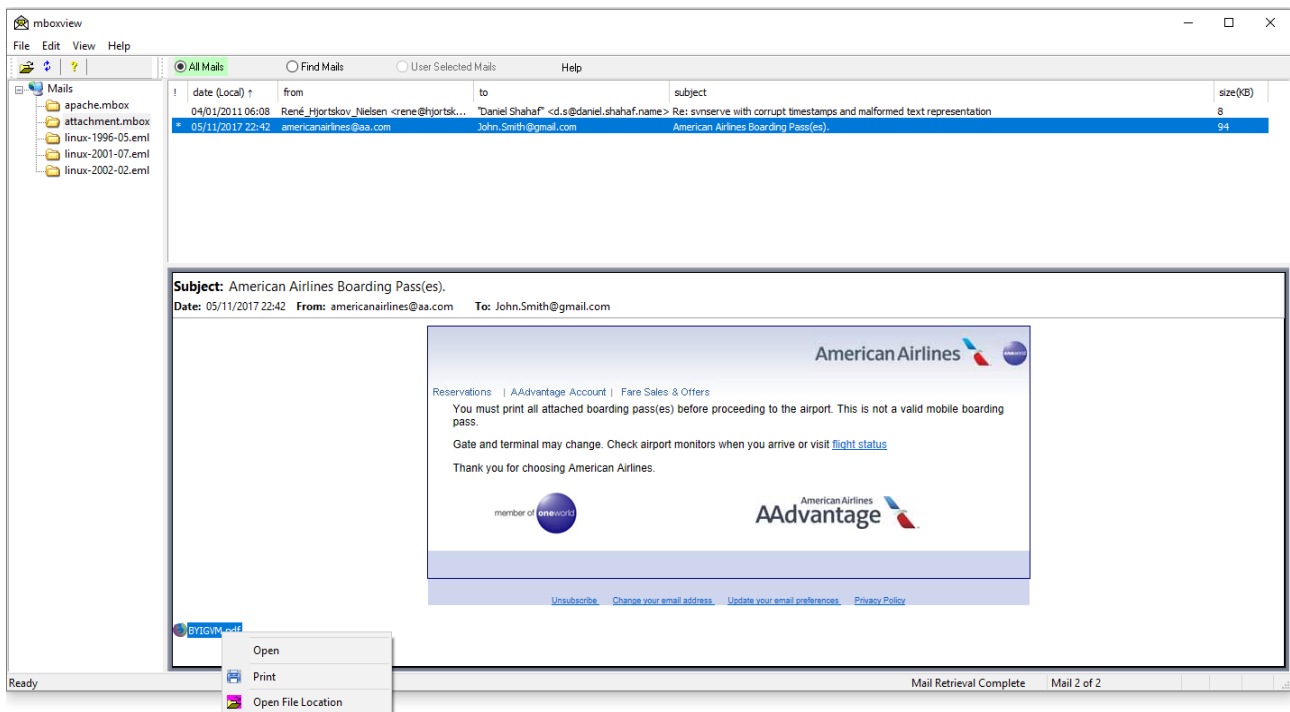 mboxview
File Edit View Help
All Mails Find Mails User Selected Mails Help
Mails
apache.mbox
attachment.mbox
linux-1996-05.eml
linux-2001-07.eml
linux-2002-02.eml
! date (Local) ↑ from to subject size(KB)
04/01/2011 06:08 René_Hjortskov_Nielsen <rene@hjortsk... "Daniel Shahaf" <d.s@daniel.shahaf.name> Re: svnserve with corrupt timestamps and malformed text representation 8
* 05/11/2017 22:42 americanairlines@aa.com John.Smith@gmail.com American Airlines Boarding Pass(es). 94
Subject: American Airlines Boarding Pass(es).
Date: 05/11/2017 22:42 From: americanairlines@aa.com To: John.Smith@gmail.com
American Airlines oneworld
Reservations | AAdvantage Account | Fare Sales & Offers
You must print all attached boarding pass(es) before proceeding to the airport. This is not a valid mobile boarding
pass.
Gate and terminal may change. Check airport monitors when you arrive or visit flight status
Thank you for choosing American Airlines.
member of oneworld
American Airlines
AAdvantage
Unsubscribe Change your email address Update your email preferences Privacy Policy
BYIGVM.pdf
Open
Print
Open File Location
Ready Mail Retrieval Complete Mail 2 of 2